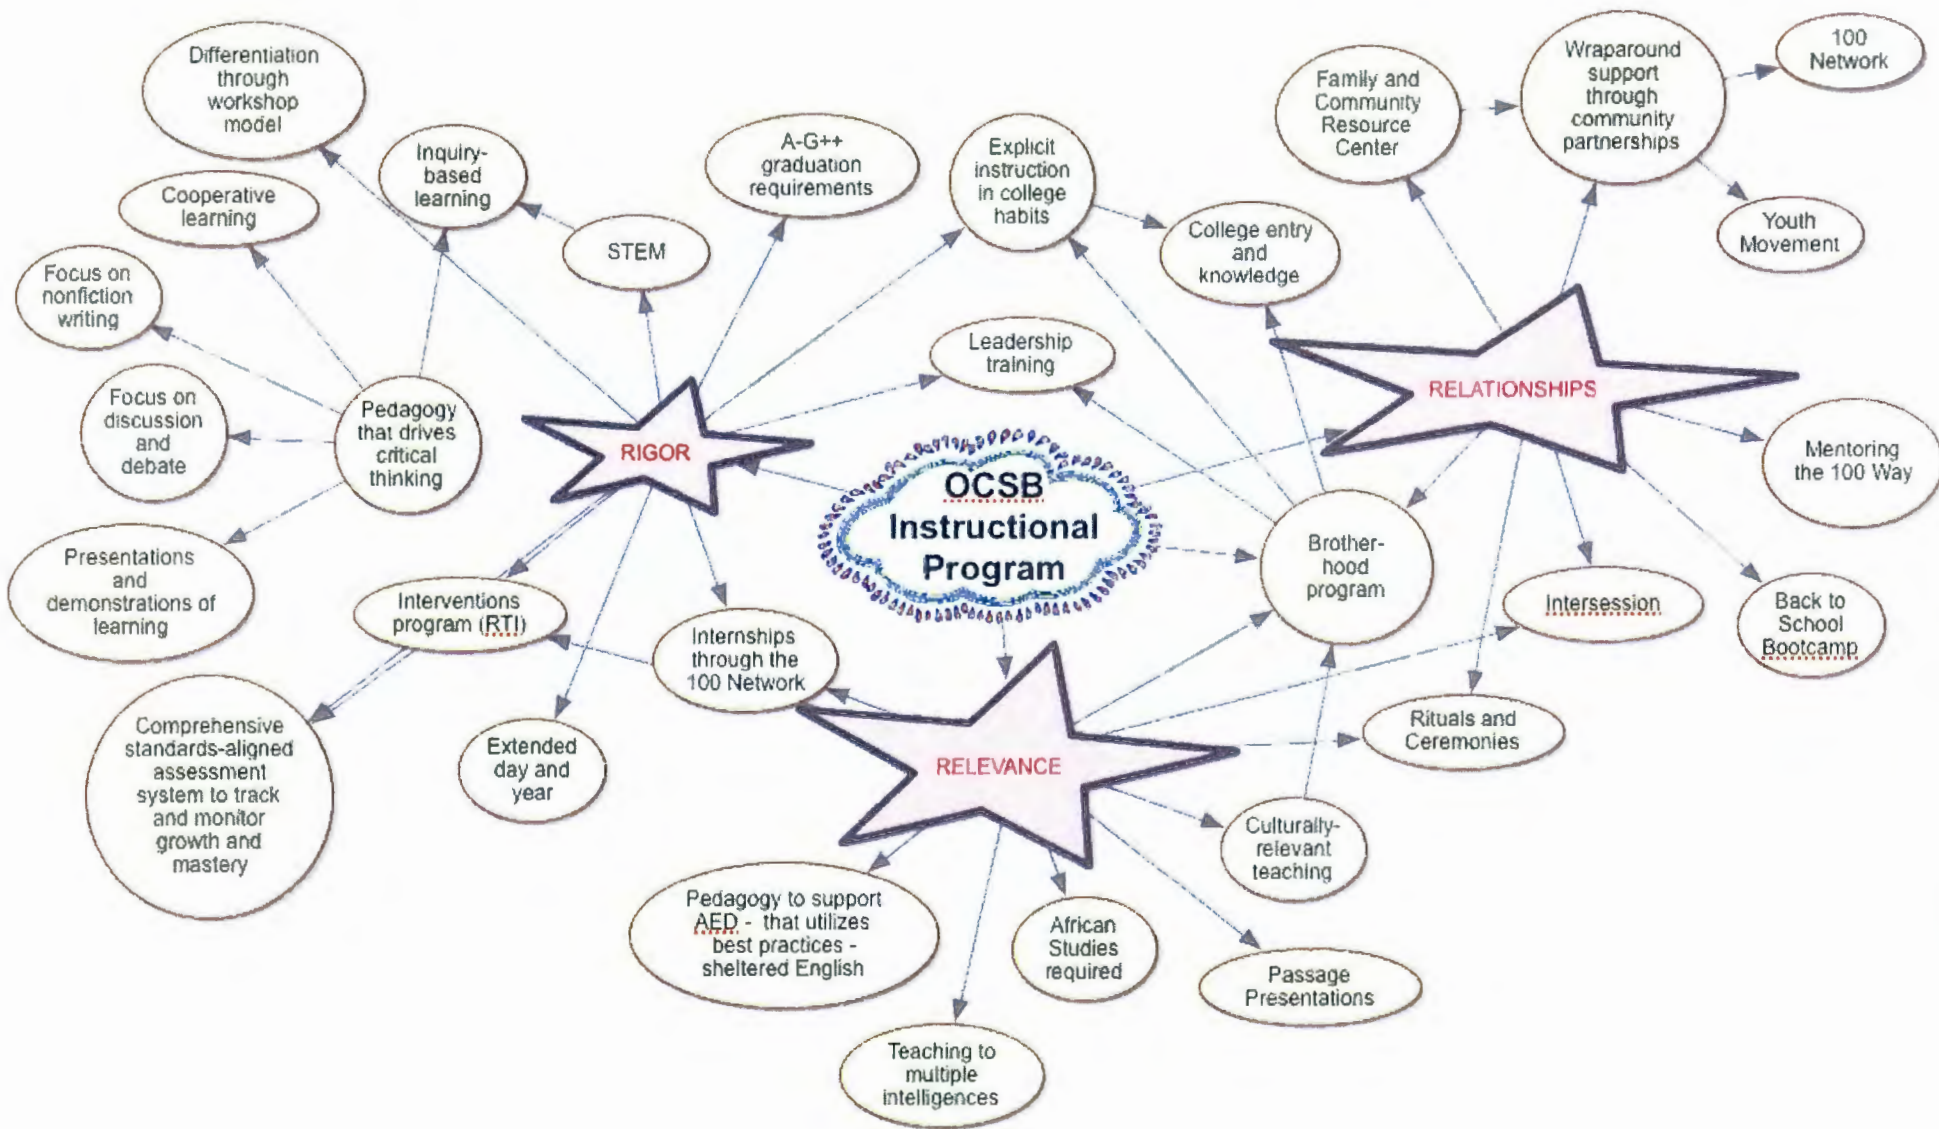 Differentiation
through
workshop
model
Inquiry-
based
learning
Cooperative
learning
STEM
A-G++
graduation
requirements
Explicit
instruction
in college
habits
College entry
and
knowledge
Family and
Community
Resource
Center
Wraparound
support
through
community
partnerships
100
Network
Youth
Movement
Focus on
nonfiction
writing
Focus on
discussion
and
debate
Pedagogy
that drives
critical
thinking
Presentations
and
demonstrations of
learning
RIGOR
Leadership
training
RELATIONSHIPS
Mentoring
the 100 Way
OCSB
Instructional
Program
Brother-
hood
program
Intersession
Back to
School
Bootcamp
Interventions
program (RTI)
Internships
through the
100 Network
Comprehensive
standards-aligned
assessment
system to track
and monitor
growth and
mastery
Extended
day and
year
RELEVANCE
Rituals and
Ceremonies
Culturally-
relevant
teaching
Pedagogy to support
AED - that utilizes
best practices -
sheltered English
African
Studies
required
Passage
Presentations
Teaching to
multiple
intelligences